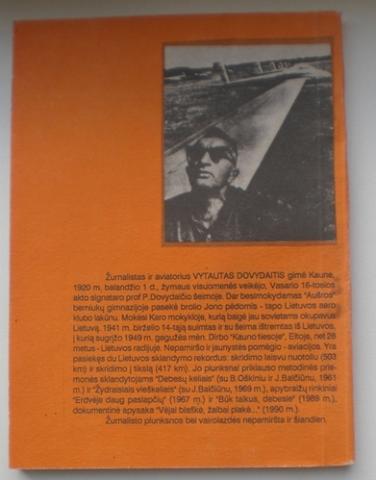 Žurnalistas ir aviatorius VYTAUTAS DOVYDAITIS gimė Kaune,
1920 m, balandžio 1 d., žymaus visuomenės veikėjo, Vasario 16-tosios
akto signataro prof P.Dovydaičio šeimoje. Dar besimokydamas "Aušros"
berniukų gimnazijoje pasekė brolio Jono pėdomis - tapo Lietuvos aero
klubo lakūnu. Mokėsi Karo mokykloje, kurią baigė jau sovietams okupavus
Lietuvą. 1941 m. birželio 14-tąją suimtas ir su šeima ištremtas iš Lietuvos,
į kurią sugrįžo 1949 m. gegužės mėn. Dirbo "Kauno tiesoje", Eltoje, net 28
metus - Lietuvos radijuje. Nepamiršo ir jaunystės pomėgio - aviacijos. Yra
pasiekęs du Lietuvos sklandymo rekordus: skridimo laisvu nuotoliu (503
km) ir skridimo į tikslą (417 km). Jo plunksnai priklauso metodinės prie-
monės sklandytojams "Debesų keliais" (su B.Oškiniu ir J.Balčiūnu, 1961
m.) ir "Žydraisiais vieškeliais" (su J.Balčiūnu, 1969 m.), apybraižų rinkiniai
"Erdvėje daug paslapčių" (1967 m.) ir "Būk taikus, debesie" (1989 m.),
dokumentinė apysaka "Vėjai blaškė, žaibai plakė..." (1990 m.).
Žurnalisto plunksnos bei vairolazdės nepamiršta ir šiandien.